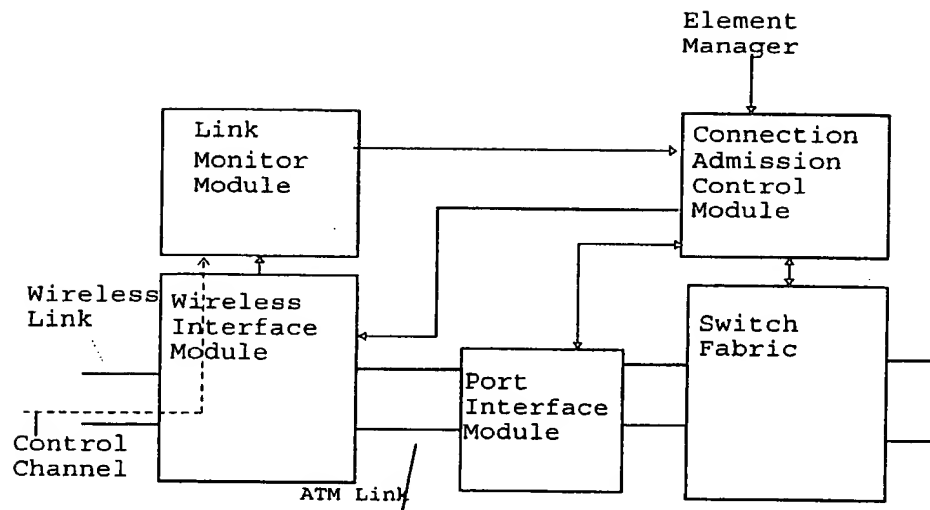 Element
Manager
Link
Monitor
Module
Connection
Admission
Control
Module
Wireless
Link
Wireless
Interface
Module
Switch
Fabric
Port
Interface
Module
Control
Channel
ATM Link